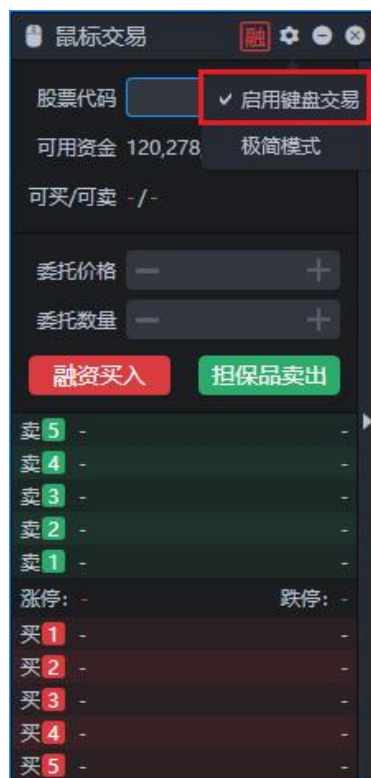 鼠标交易 融
股票代码 启用键盘交易
可用资金 120,278, 极简模式
可买/可卖 -/-
委托价格
委托数量
融资买入 担保品卖出
卖5 - -
卖4 - -
卖3 - -
卖2 - -
卖1 - -
涨停: - 跌停: -
买1 - -
买2 - -
买3 - -
买4 - -
买5 - -